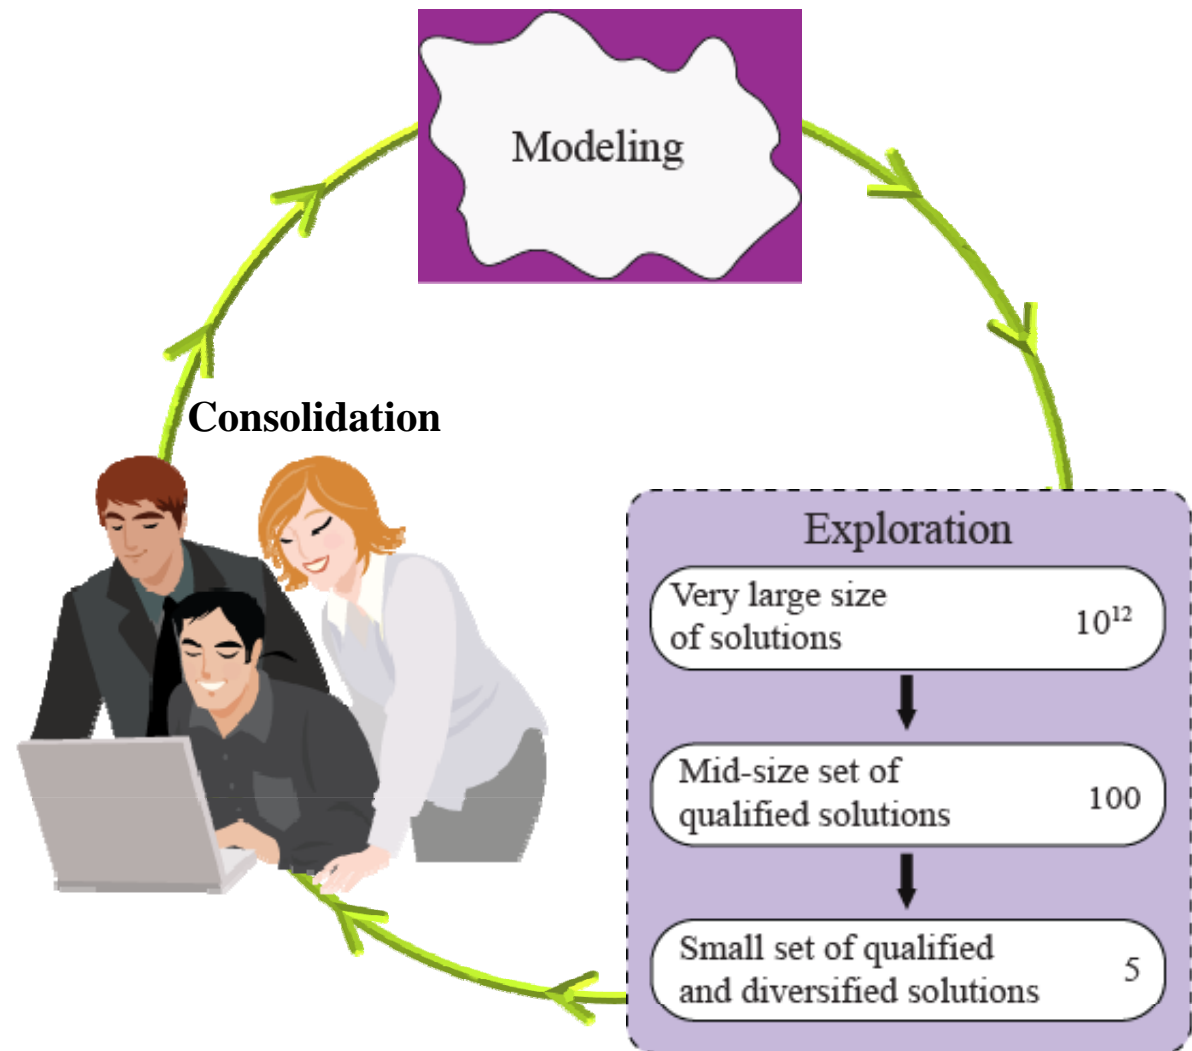 Modeling
Consolidation
Exploration
Very large size
of solutions 10¹²
Mid-size set of
qualified solutions 100
Small set of qualified
and diversified solutions 5